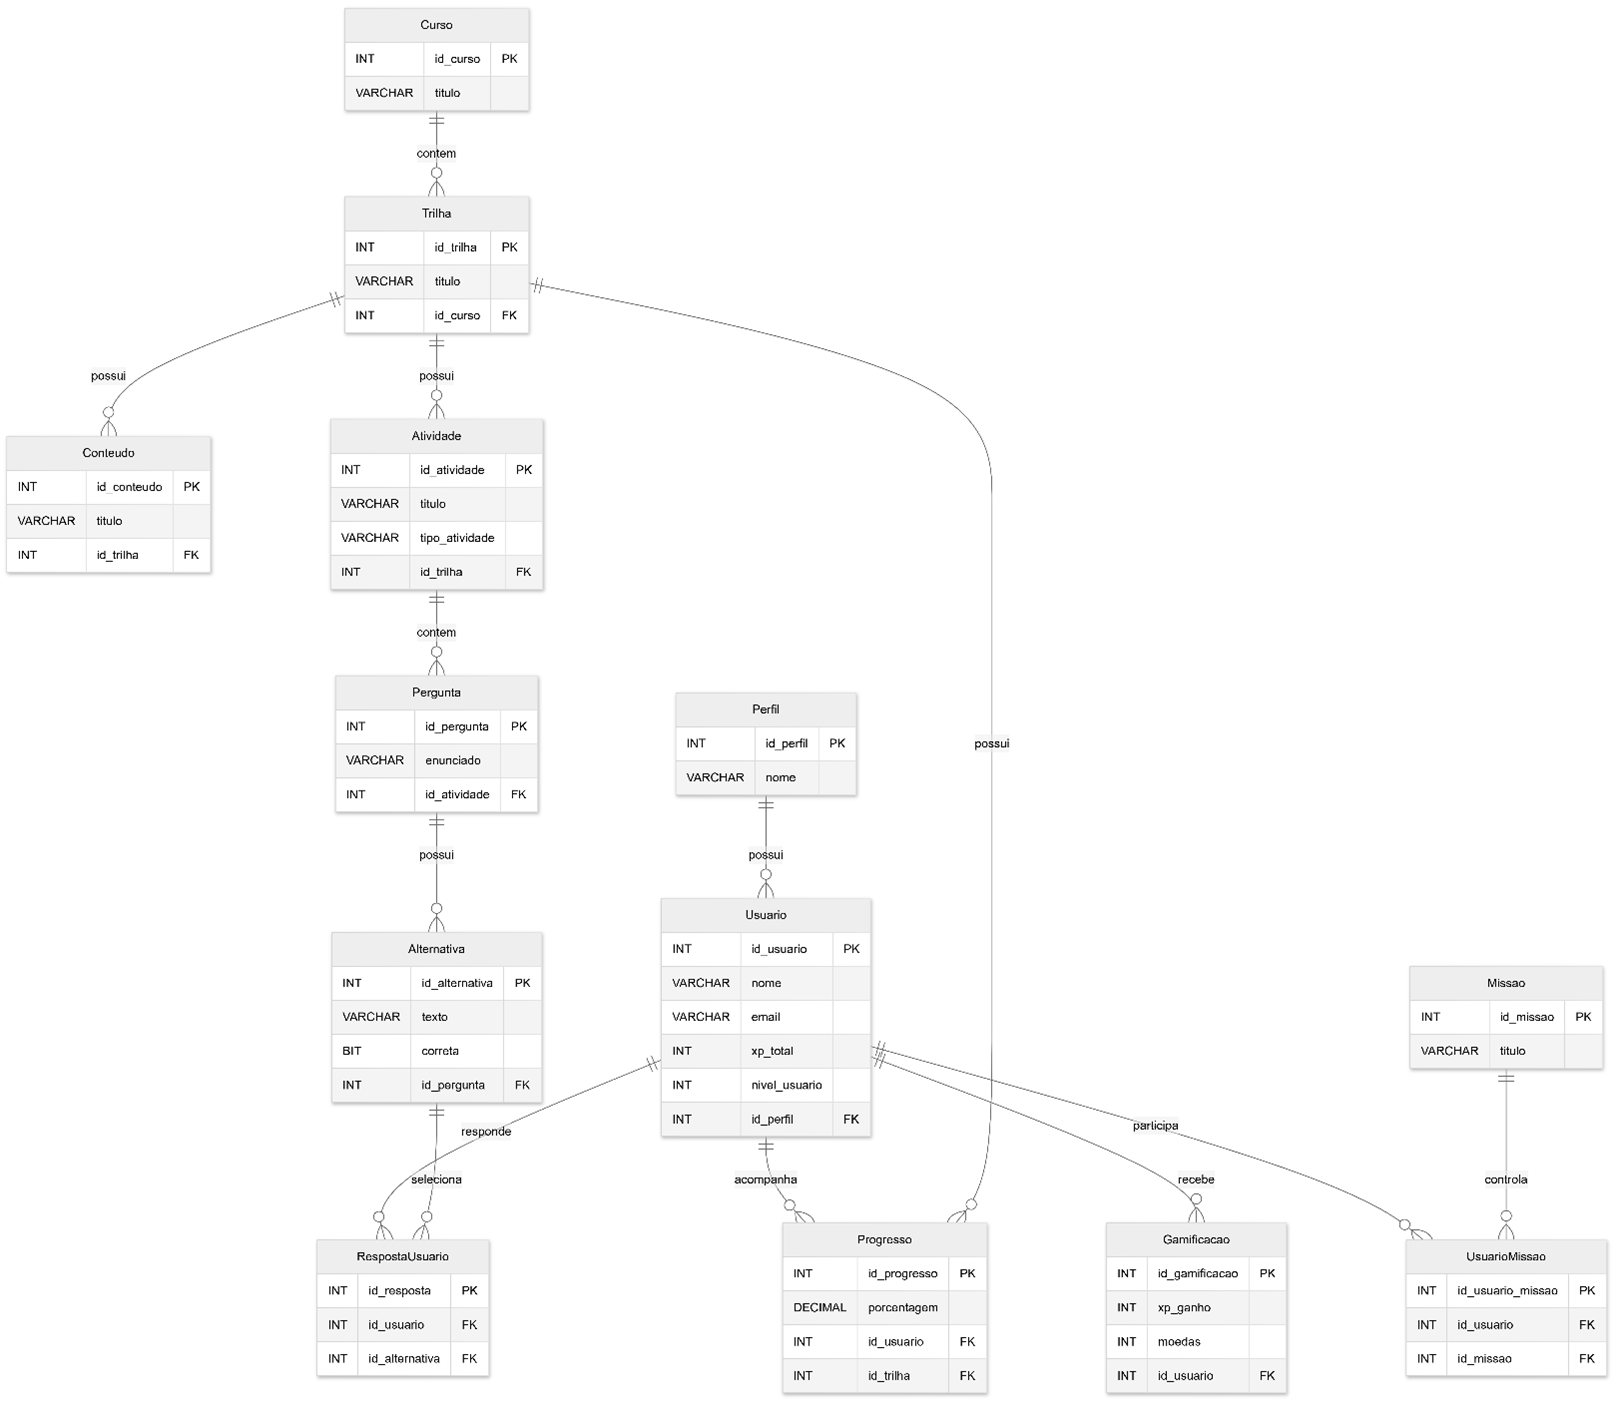 Curso
INT id_curso PK
VARCHAR titulo
contem
Trilha
INT id_trilha PK
VARCHAR titulo
INT id_curso FK
possui
possui
Conteudo
INT id_conteudo PK
VARCHAR titulo
INT id_trilha FK
Atividade
INT id_atividade PK
VARCHAR titulo
VARCHAR tipo_atividade
INT id_trilha FK
contem
Pergunta
INT id_pergunta PK
VARCHAR enunciado
INT id_atividade FK
possui
Perfil
INT id_perfil PK
VARCHAR nome
possui
possui
Alternativa
INT id_alternativa PK
VARCHAR texto
BIT correta
INT id_pergunta FK
Usuario
INT id_usuario PK
VARCHAR nome
VARCHAR email
INT xp_total
INT nivel_usuario
INT id_perfil FK
Missao
INT id_missao PK
VARCHAR titulo
responde
participa
seleciona
acompanha
recebe
controla
RespostaUsuario
INT id_resposta PK
INT id_usuario FK
INT id_alternativa FK
Progresso
INT id_progresso PK
DECIMAL porcentagem
INT id_usuario FK
INT id_trilha FK
Gamificacao
INT id_gamificacao PK
INT xp_ganho
INT moedas
INT id_usuario FK
UsuarioMissao
INT id_usuario_missao PK
INT id_usuario FK
INT id_missao FK